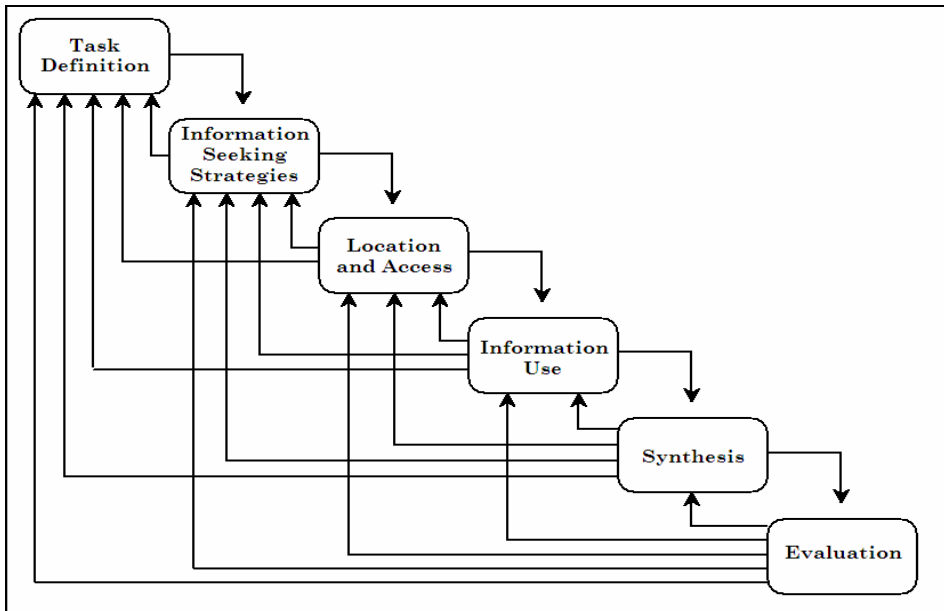 Task
Definition
Information
Seeking
Strategies
Location
and Access
Information
Use
Synthesis
Evaluation